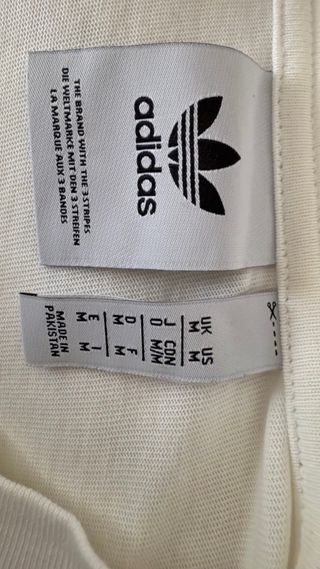 adidas
THE BRAND WITH THE 3 STRIPES
DIE WELTMARKE MIT DEN 3 STREIFEN
LA MARQUE AUX 3 BANDES
UK US
M M
J CDN
O M/M
D F
M M
E I
M M
MADE IN
PAKISTAN